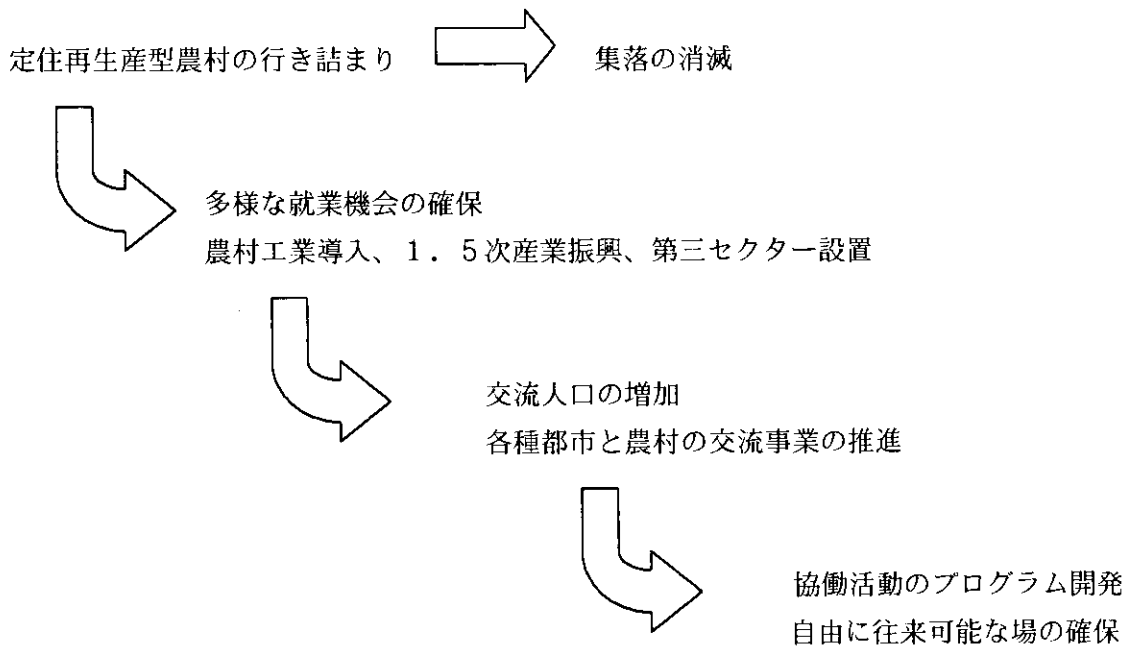 定住再生産型農村の行き詰まり
集落の消滅
多様な就業機会の確保
農村工業導入、１．５次産業振興、第三セクター設置
交流人口の増加
各種都市と農村の交流事業の推進
協働活動のプログラム開発
自由に往来可能な場の確保